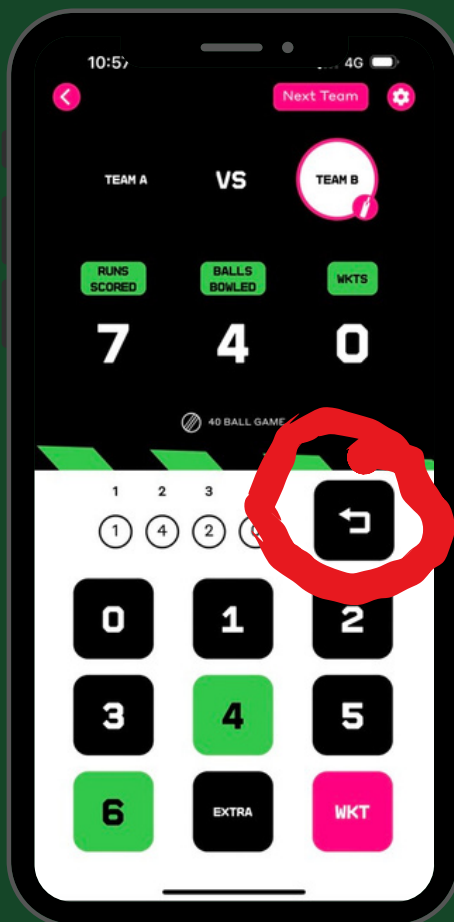 10:57
4G
Next Team
TEAM A VS TEAM B
RUNS SCORED
BALLS BOWLED
WKTS
7 4 0
40 BALL GAME
1 2 3
1 4 2
0 1 2
3 4 5
6 EXTRA WKT